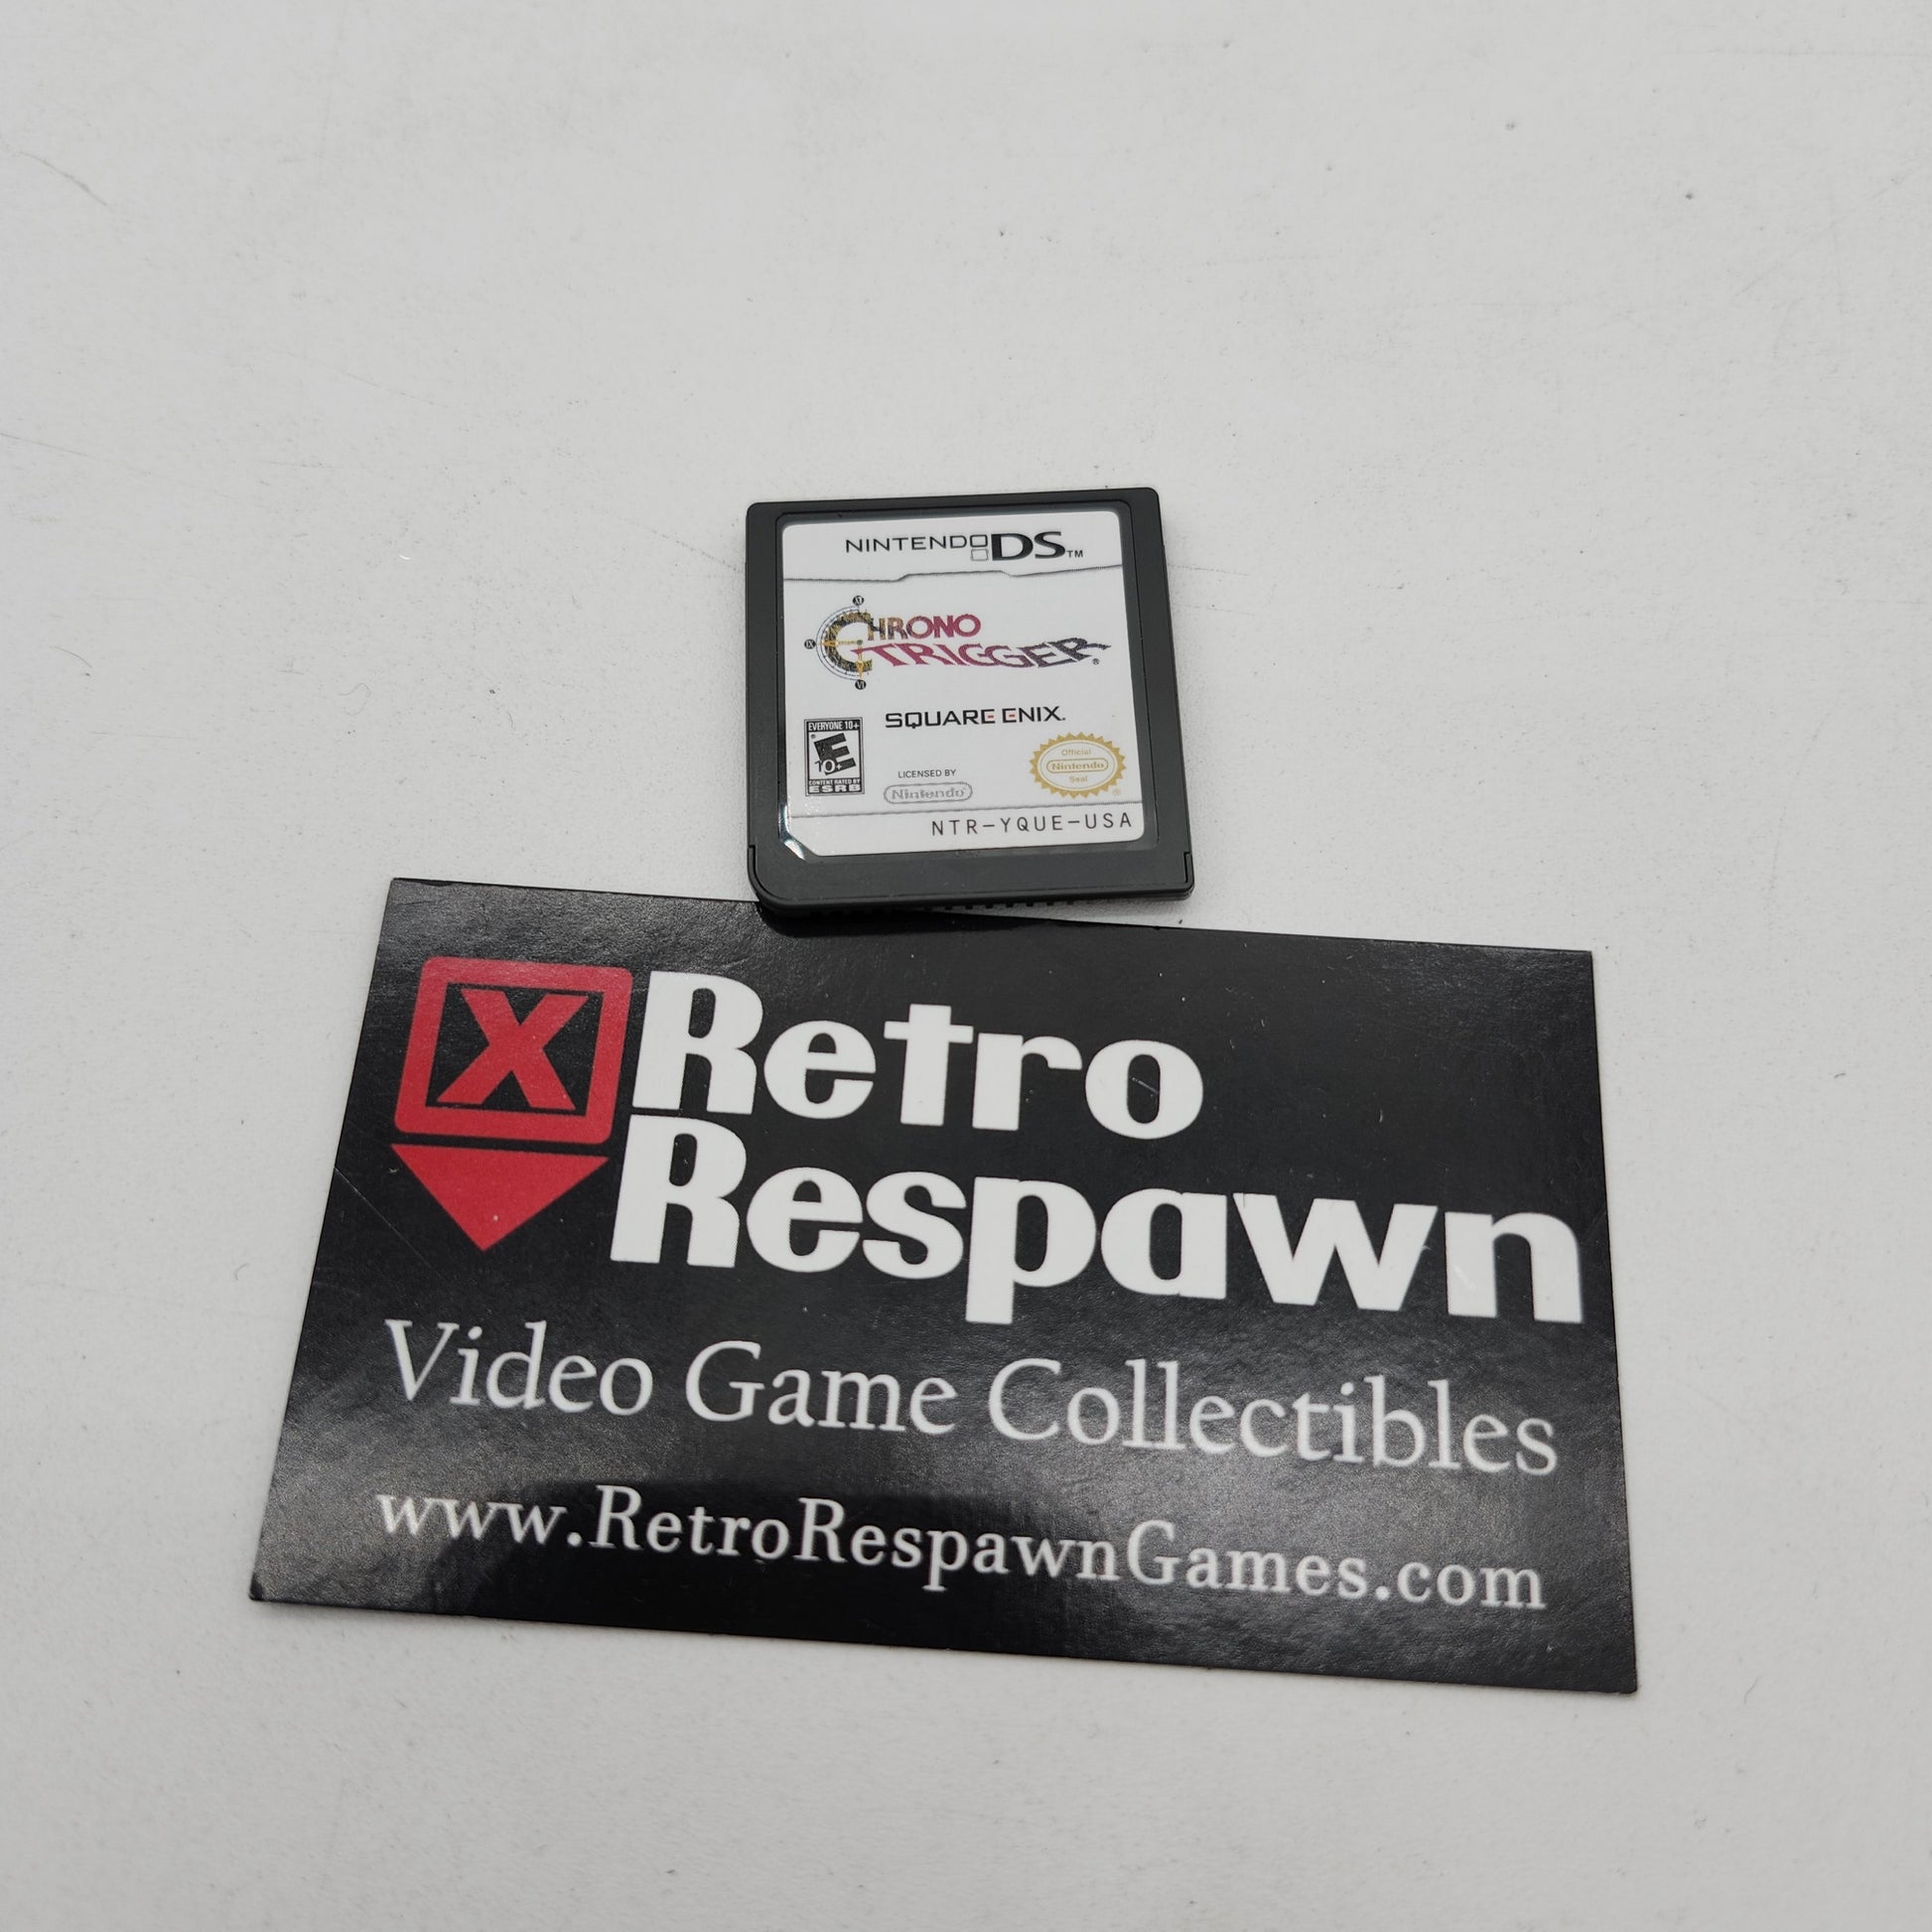 NINTENDO DS™
CHRONO
TRIGGER®
SQUARE ENIX.
EVERYONE 10+
E
10+
CONTENT RATED BY
ESRB
LICENSED BY
Nintendo
Official
Nintendo
Seal
NTR-YQUE-USA
X
Retro
Respawn
Video Game Collectibles
www.RetroRespawnGames.com